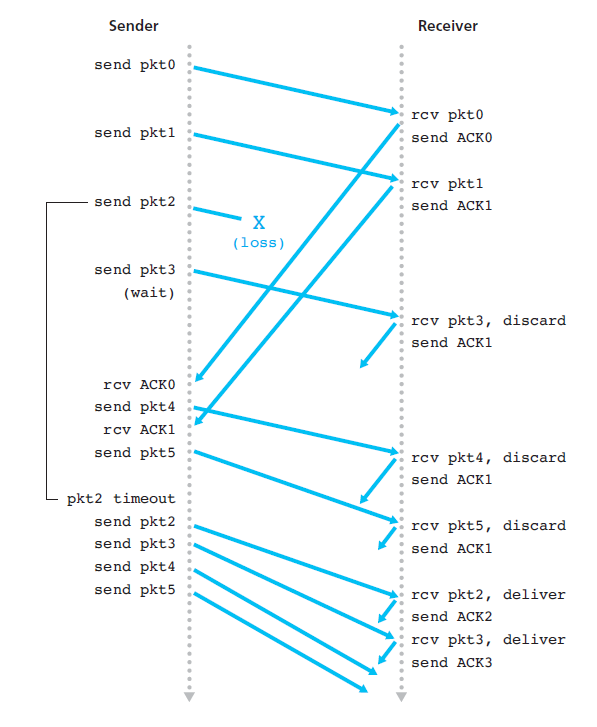 Sender
Receiver
send pkt0
rcv pkt0
send ACK0
send pkt1
rcv pkt1
send ACK1
send pkt2
X
(loss)
send pkt3
(wait)
rcv pkt3, discard
send ACK1
rcv ACK0
send pkt4
rcv ACK1
send pkt5
rcv pkt4, discard
send ACK1
pkt2 timeout
send pkt2
send pkt3
send pkt4
send pkt5
rcv pkt5, discard
send ACK1
rcv pkt2, deliver
send ACK2
rcv pkt3, deliver
send ACK3